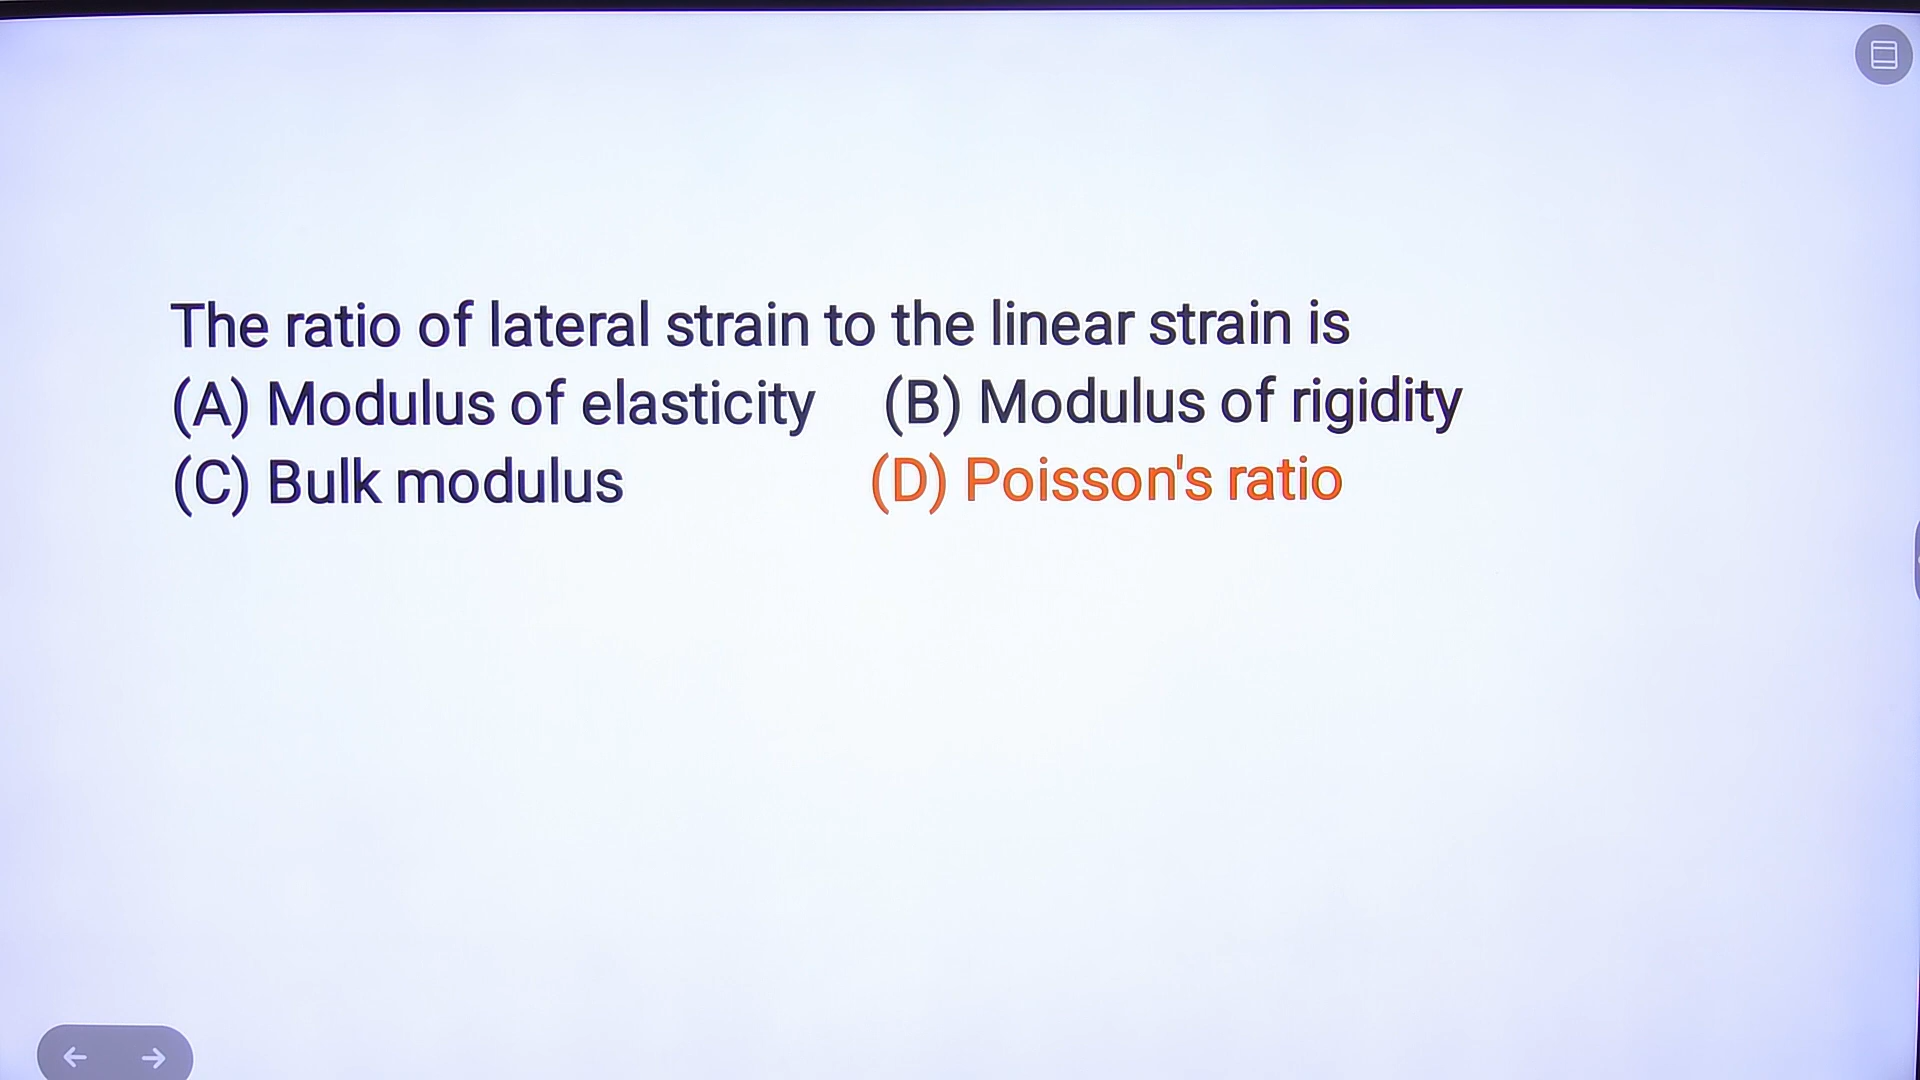 The ratio of lateral strain to the linear strain is
(A) Modulus of elasticity (B) Modulus of rigidity
(C) Bulk modulus (D) Poisson's ratio